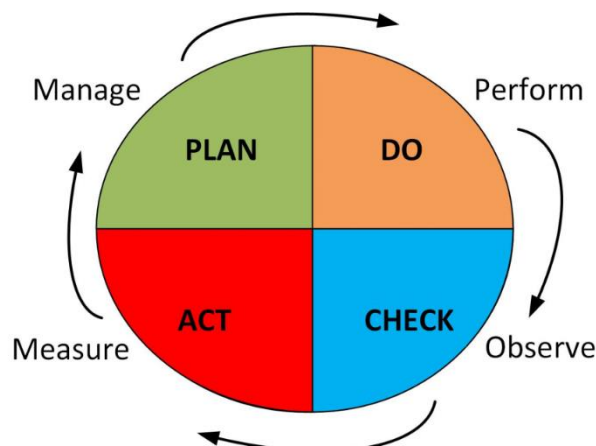 Manage
Perform
PLAN
DO
ACT
CHECK
Measure
Observe